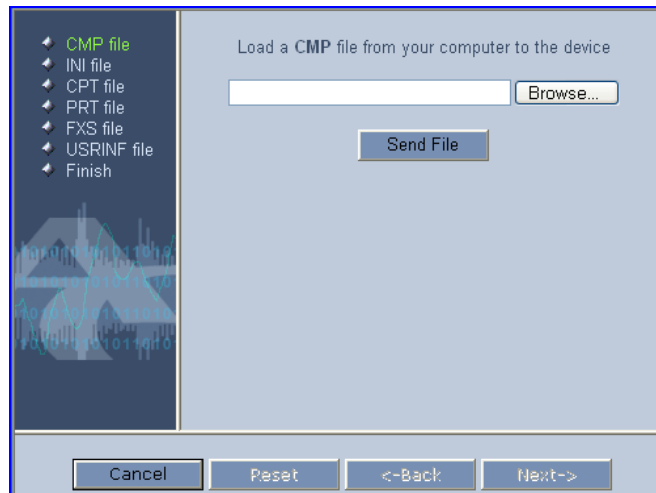 CMP file
INI file
CPT file
PRT file
FXS file
USRINF file
Finish
Load a CMP file from your computer to the device
Browse...
Send File
Cancel
Reset
<-Back
Next->